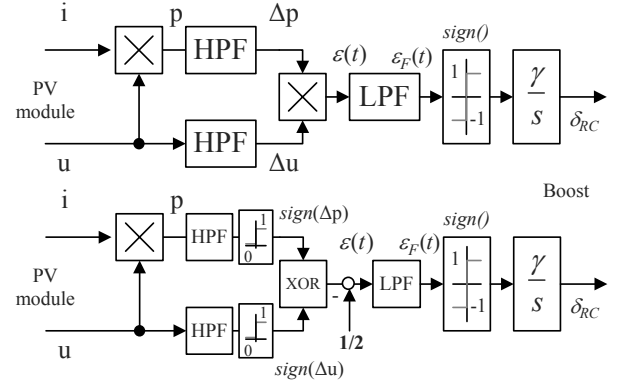 i p Δp
HPF
PV
module
ε(t) ε_F(t) sign()
LPF
1
-1
γ
s
δ_RC
HPF
u Δu
Boost
i p
sign(Δp)
HPF
1
0
PV
module
XOR
ε(t) ε_F(t) sign()
-
1/2
LPF
1
-1
γ
s
δ_RC
HPF
1
0
u
sign(Δu)